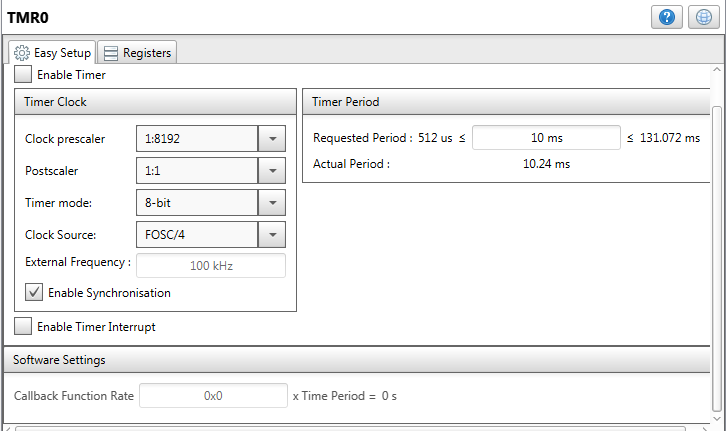 TMR0
Easy Setup Registers
Enable Timer
Timer Clock
Clock prescaler 1:8192
Postscaler 1:1
Timer mode: 8-bit
Clock Source: FOSC/4
External Frequency : 100 kHz
Enable Synchronisation
Timer Period
Requested Period : 512 us ≤ 10 ms ≤ 131.072 ms
Actual Period : 10.24 ms
Enable Timer Interrupt
Software Settings
Callback Function Rate 0x0 x Time Period = 0 s